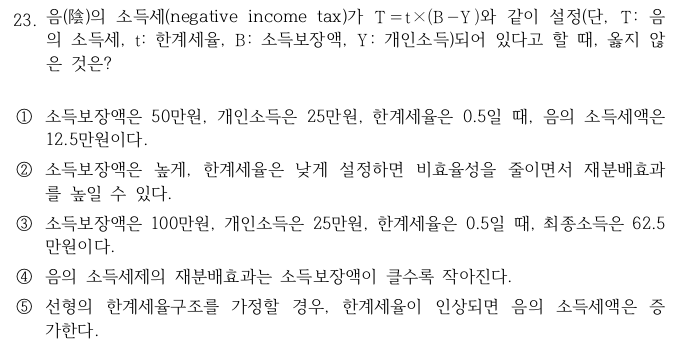 23. 음(陰)의 소득세(negative income tax)가 T=t×(B-Y)와 같이 설정(단, T: 음
의 소득세, t: 한계세율, B: 소득보장액, Y: 개인소득)되어 있다고 할 때, 옳지 않
은 것은?
① 소득보장액은 50만원, 개인소득은 25만원, 한계세율은 0.5일 때, 음의 소득세액은
12.5만원이다.
② 소득보장액은 높게, 한계세율은 낮게 설정하면 비효율성을 줄이면서 재분배효과
를 높일 수 있다.
③ 소득보장액은 100만원, 개인소득은 25만원, 한계세율은 0.5일 때, 최종소득은 62.5
만원이다.
④ 음의 소득세제의 재분배효과는 소득보장액이 클수록 작아진다.
⑤ 선형의 한계세율구조를 가정할 경우, 한계세율이 인상되면 음의 소득세액은 증
가한다.